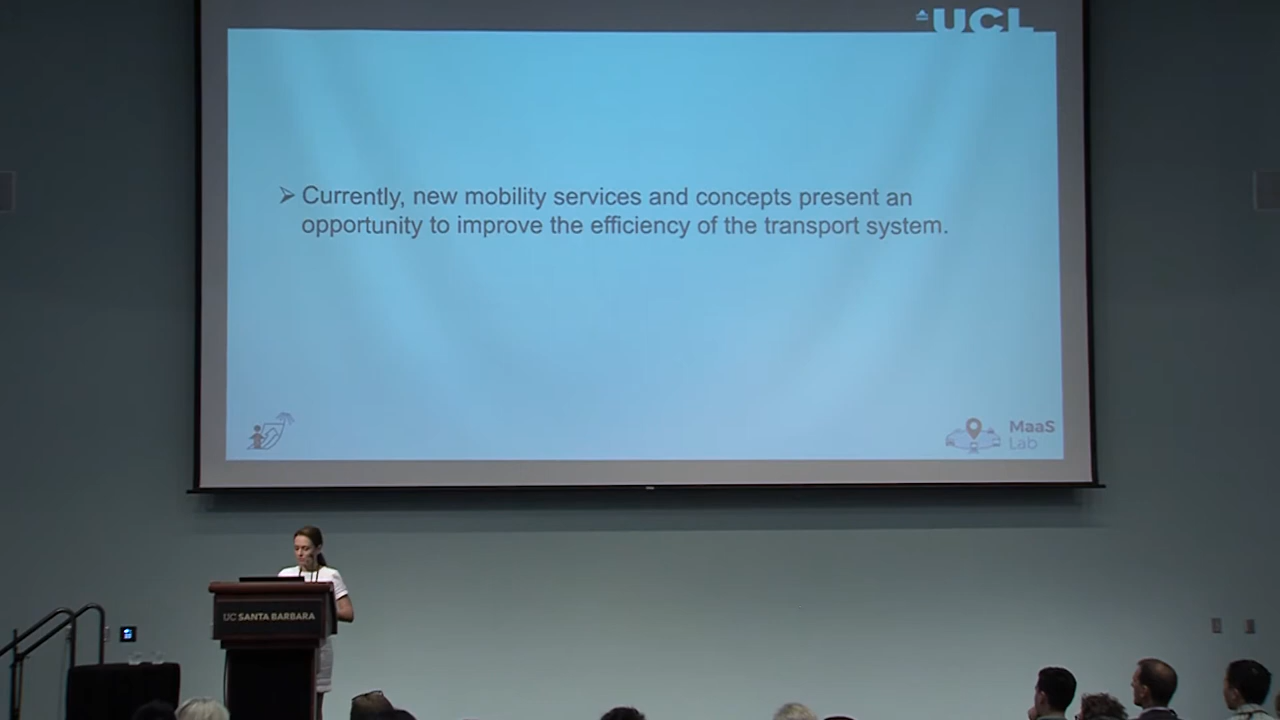 UCL
Currently, new mobility services and concepts present an
opportunity to improve the efficiency of the transport system.
MaaS
Lab
UC SANTA BARBARA